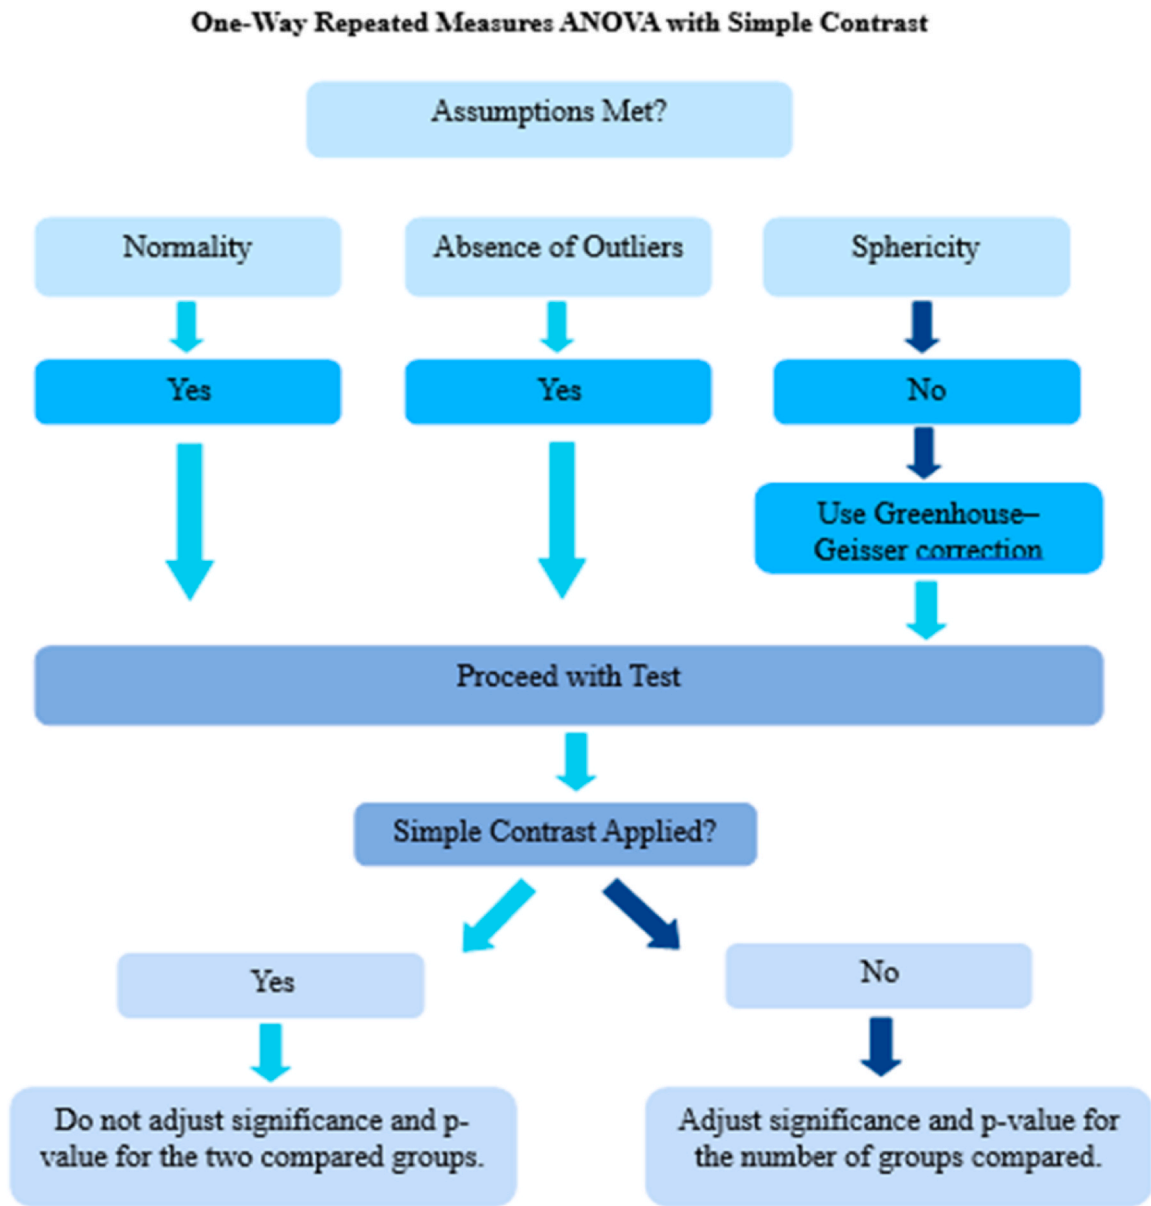 One-Way Repeated Measures ANOVA with Simple Contrast
Assumptions Met?
Normality
Absence of Outliers
Sphericity
Yes
Yes
No
Use Greenhouse–
Geisser correction
Proceed with Test
Simple Contrast Applied?
Yes
No
Do not adjust significance and p-
value for the two compared groups.
Adjust significance and p-value for
the number of groups compared.